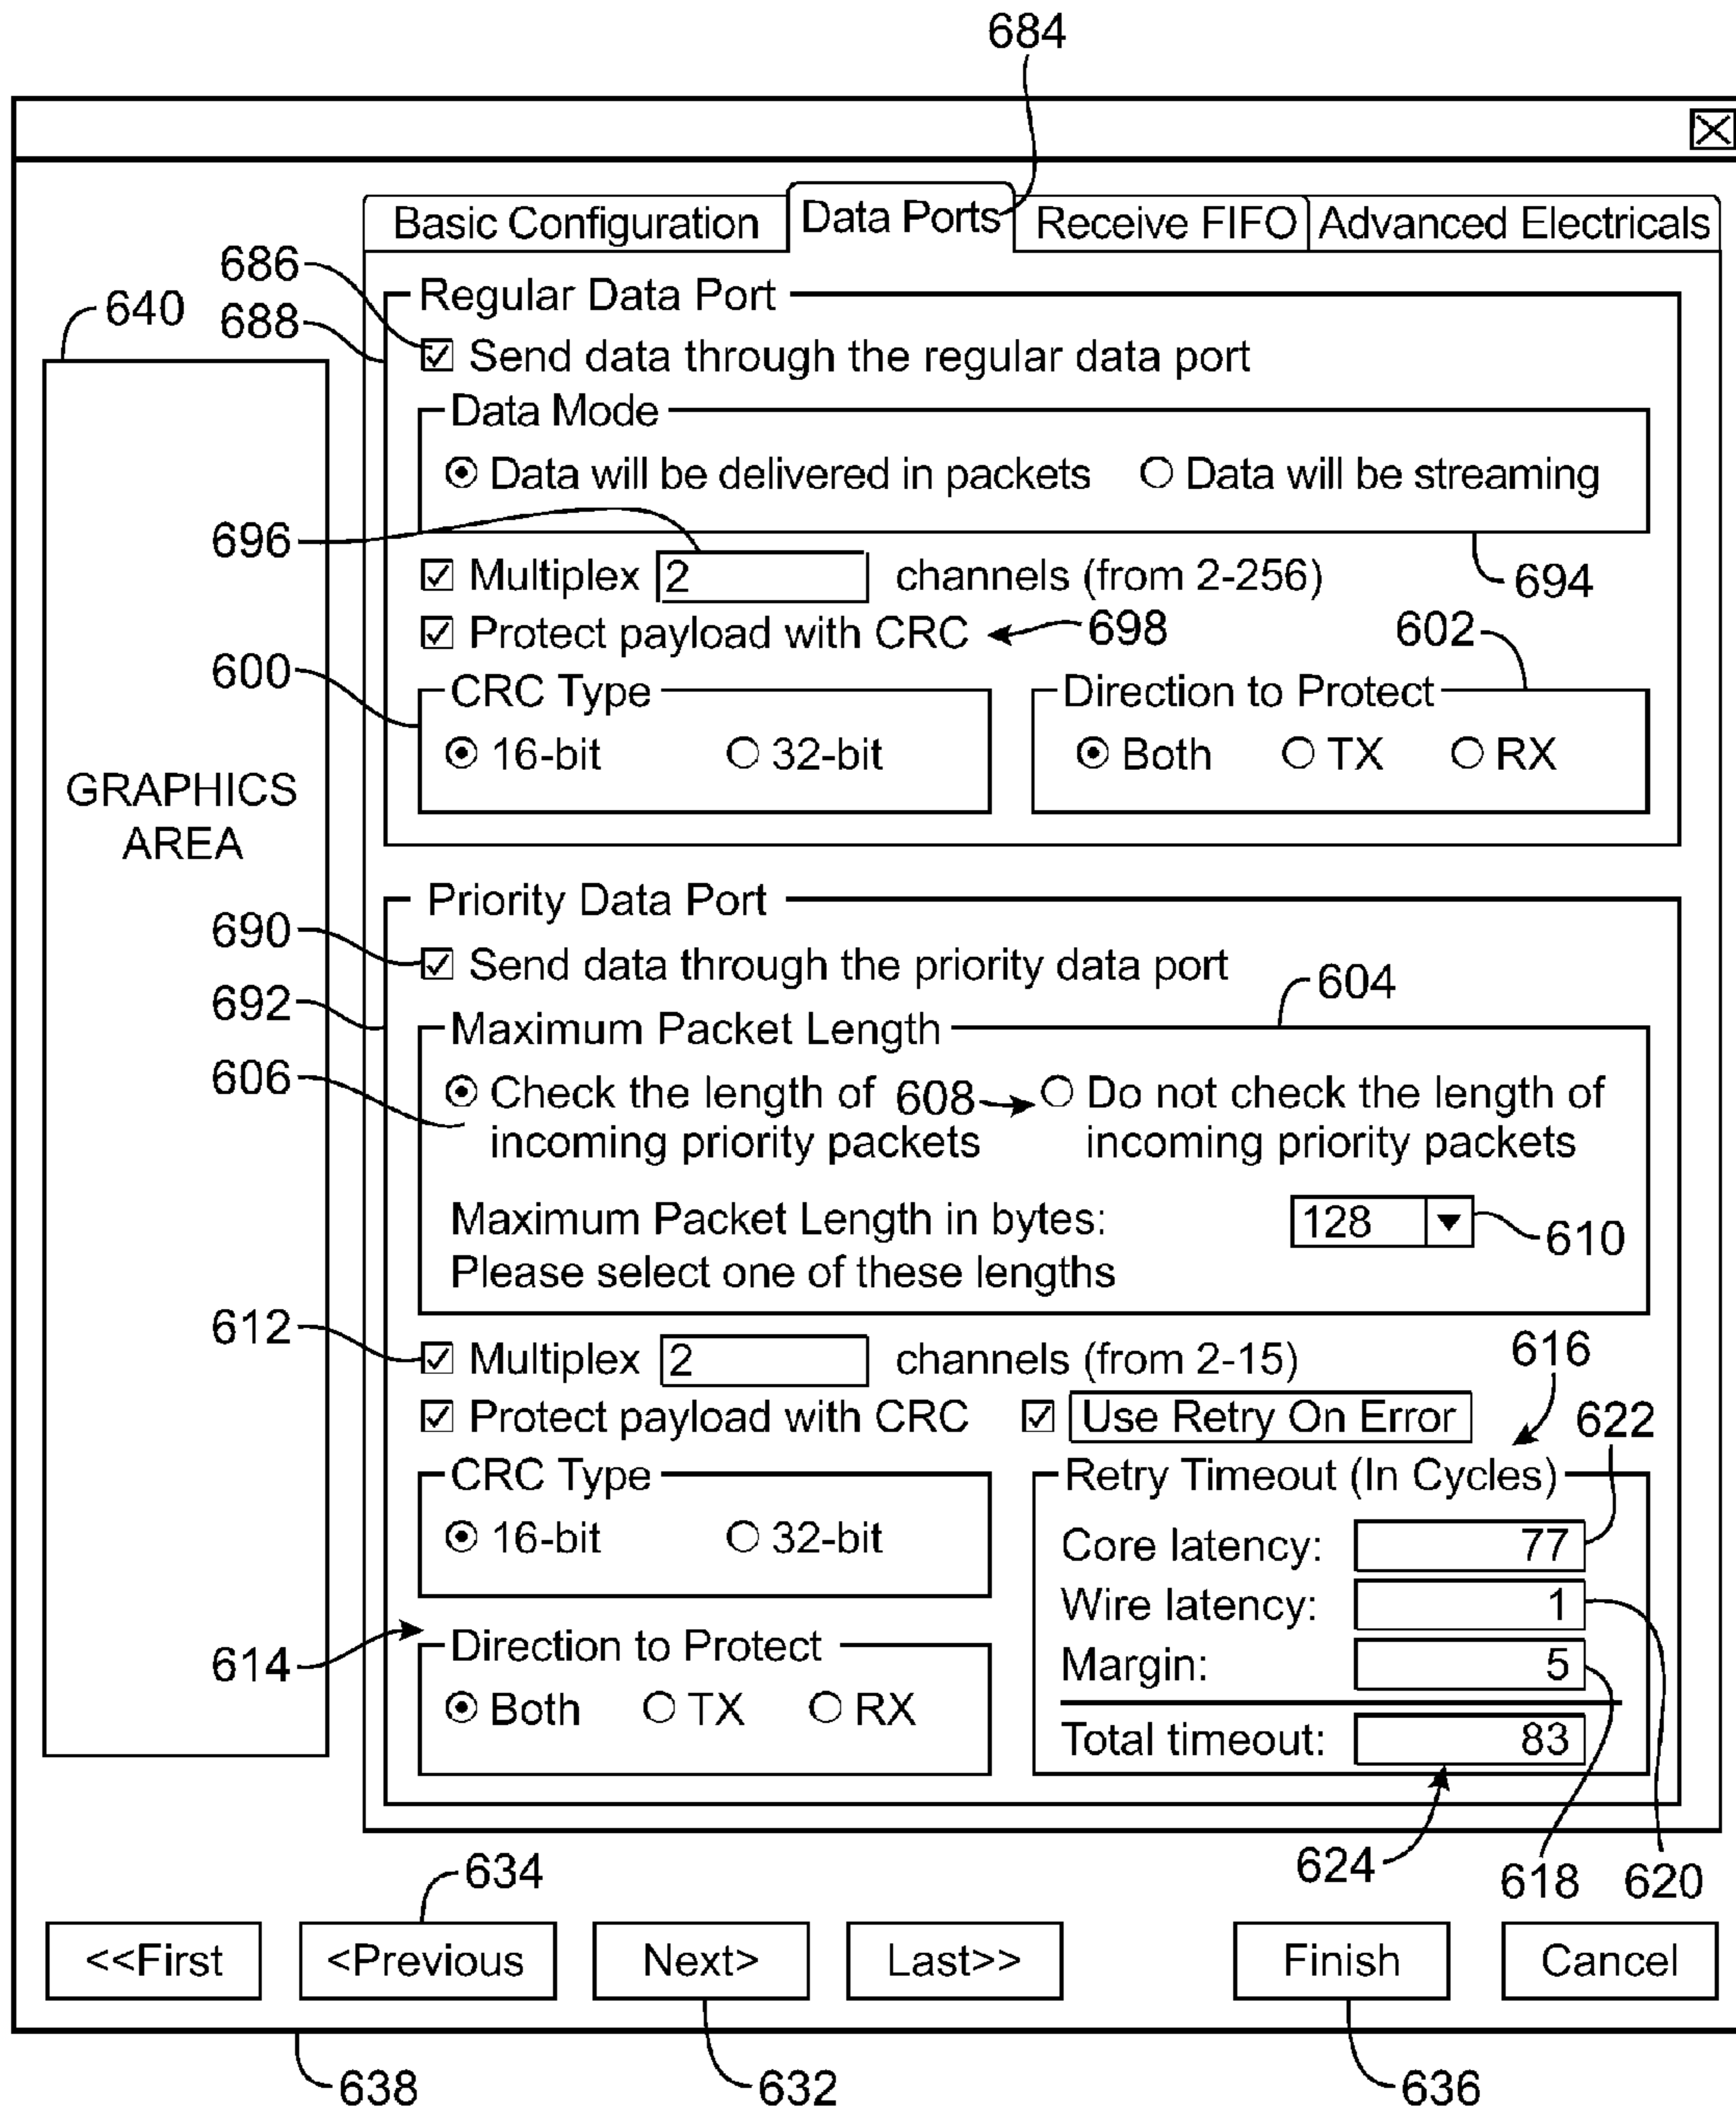 684
Basic Configuration Data Ports Receive FIFO Advanced Electricals
686
Regular Data Port
640 688
Send data through the regular data port
Data Mode
Data will be delivered in packets Data will be streaming
696
Multiplex 2 channels (from 2-256) 694
Protect payload with CRC 698 602
600
CRC Type Direction to Protect
16-bit 32-bit Both TX RX
GRAPHICS
AREA
Priority Data Port
690
Send data through the priority data port
604
692
Maximum Packet Length
606
Check the length of 608 Do not check the length of
incoming priority packets incoming priority packets
Maximum Packet Length in bytes: 128 610
Please select one of these lengths
612
Multiplex 2 channels (from 2-15) 616
Protect payload with CRC Use Retry On Error 622
CRC Type Retry Timeout (In Cycles)
16-bit 32-bit Core latency: 77
Wire latency: 1
614
Direction to Protect Margin: 5
Both TX RX Total timeout: 83
634 624 618 620
<<First <Previous Next> Last>> Finish Cancel
638 632 636